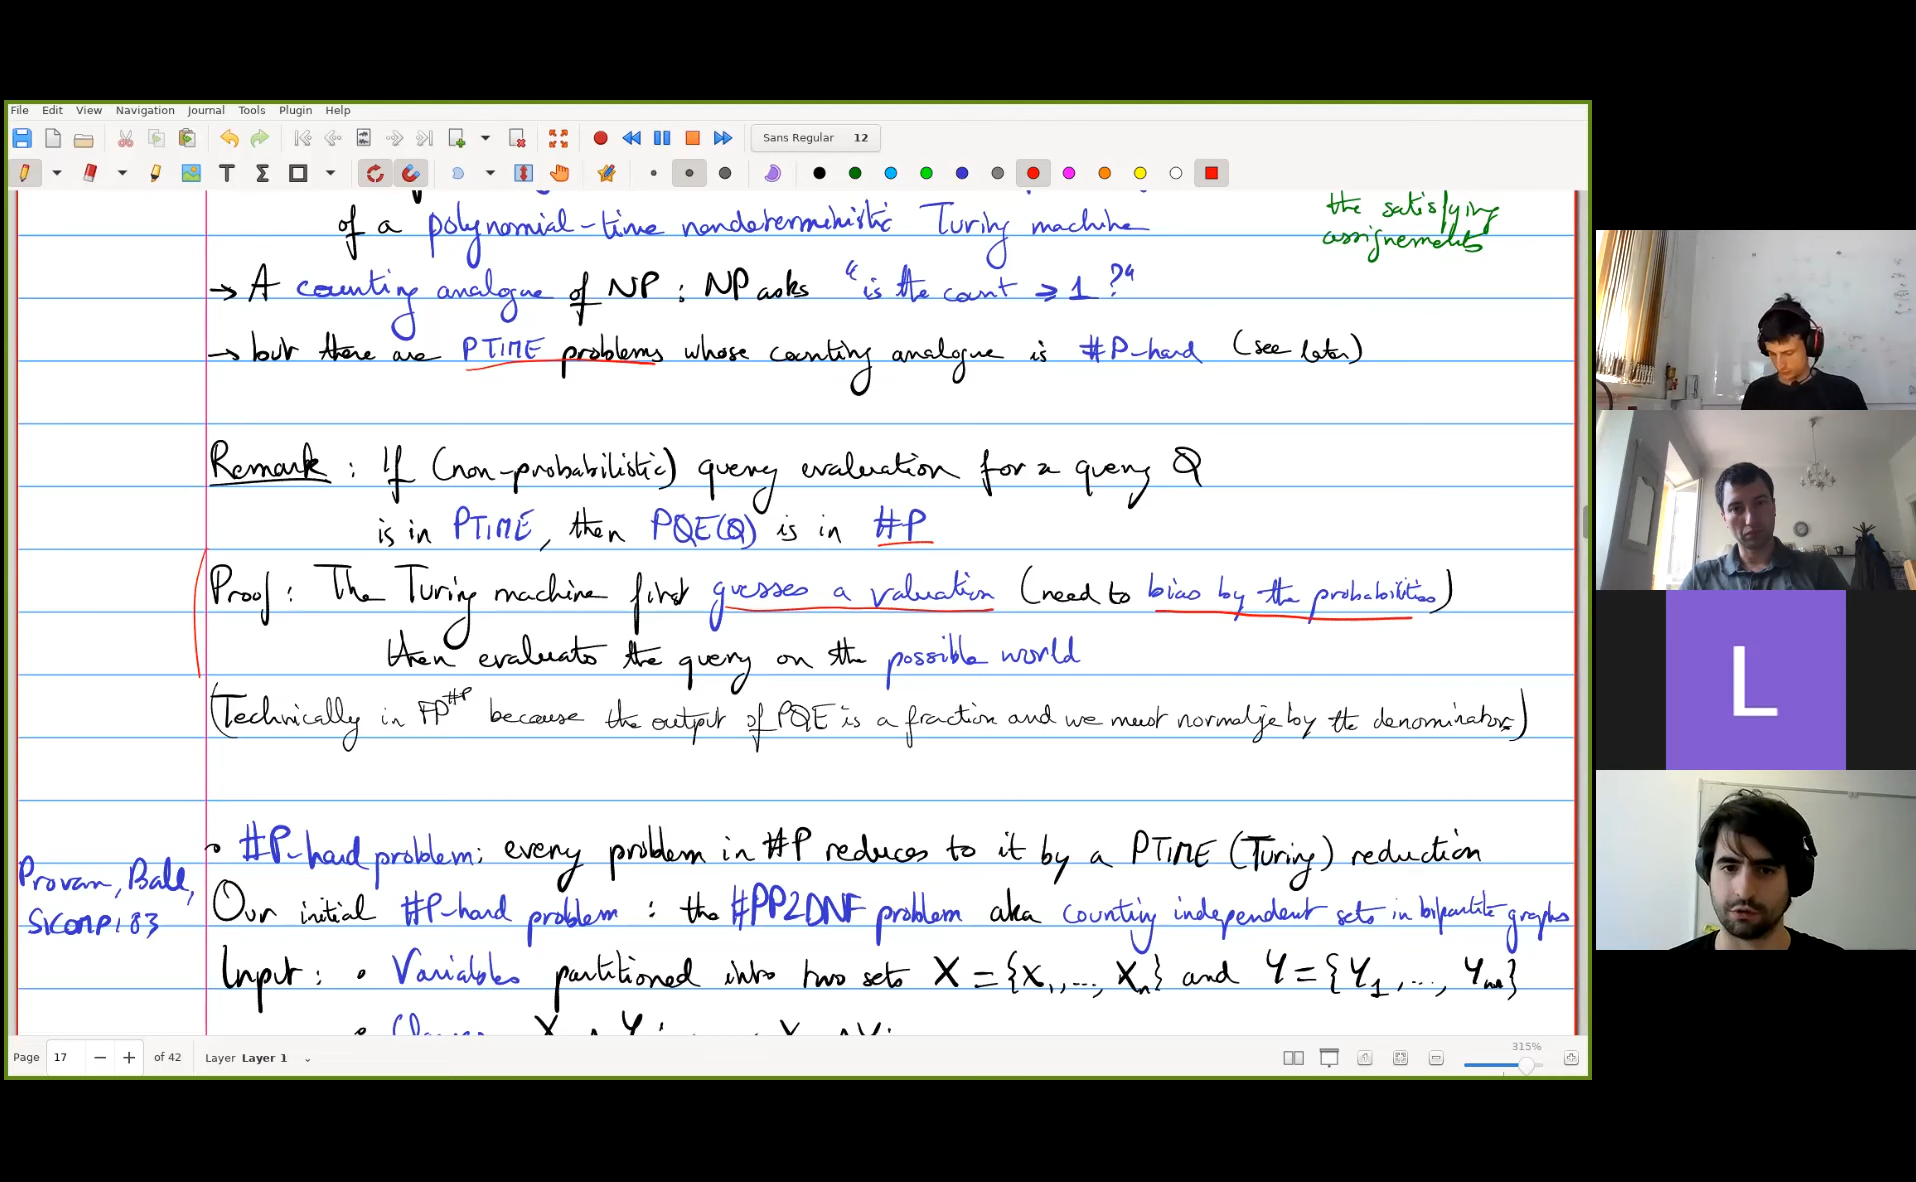 File Edit View Navigation Journal Tools Plugin Help
Sans Regular 12
of a polynomial-time nondeterministic Turing machine
the satisfying
assignements
→ A counting analogue of NP : NP asks "is the count ⩾ 1 ?"
→ but there are PTIME problems whose counting analogue is #P-hard (see later)
Remark : If (non-probabilistic) query evaluation for a query Q
is in PTIME, then PQE(Q) is in #P
Proof : The Turing machine first guesses a valuation (need to bias by the probabilities)
then evaluates the query on the possible world
(Technically in FP^#P because the output of PQE is a fraction and we must normalize by the denominator)
• #P-hard problem: every problem in #P reduces to it by a PTIME (Turing) reduction
Provan, Ball,
SICOMP'83
Our initial #P-hard problem : the #PP2DNF problem aka counting independent sets in bipartite graphs
Input : • Variables partitioned into two sets X = {X1, ..., Xn} and Y = {Y1, ..., Ym}
L
Page 17 of 42 Layer Layer 1
315%